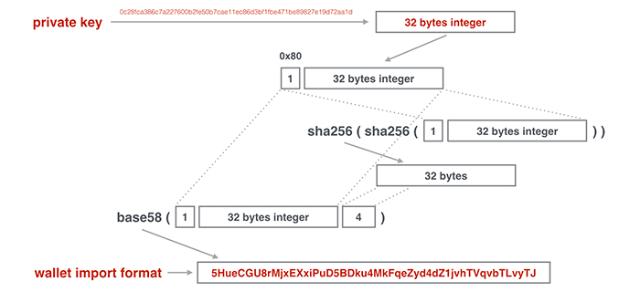 0c28fca386c7a227600b2fe50b7cae11ec86d3bf1fbe471be89827e19d72aa1d
private key
32 bytes integer
0x80
1
32 bytes integer
sha256 ( sha256 (
1
32 bytes integer
) )
32 bytes
base58 (
1
32 bytes integer
4
)
wallet import format
5HueCGU8rMjxEXxiPuD5BDku4MkFqeZyd4dZ1jvhTVqvbTLvyTJ